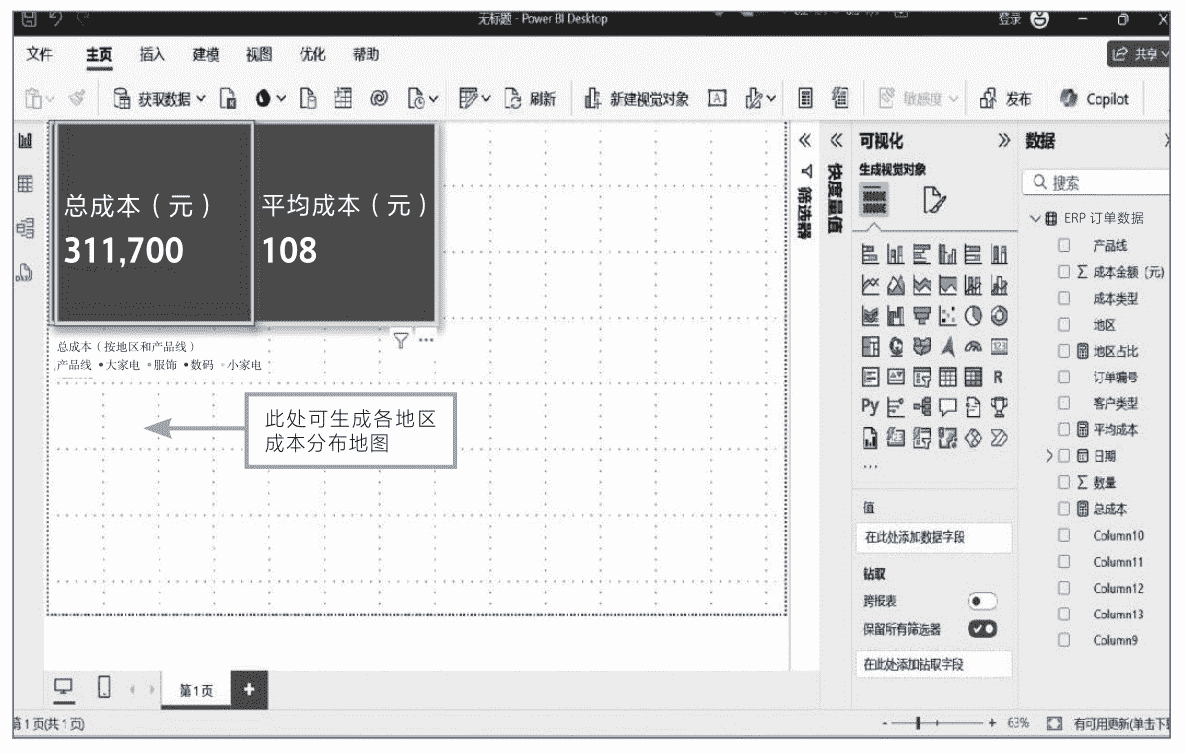 无标题 - Power BI Desktop
登录
文件 主页 插入 建模 视图 优化 帮助
共享
获取数据 刷新 新建视觉对象 A 敏感度 发布 Copilot
总成本（元）
311,700
平均成本（元）
108
总成本（按地区和产品线）
产品线 •大家电 •服饰 •数码 •小家电
此处可生成各地区
成本分布地图
筛选器
快度量值
可视化
生成视觉对象
123
R
Py
...
值
在此处添加数据字段
钻取
跨报表
保留所有筛选器
在此处添加钻取字段
数据
搜索
ERP 订单数据
产品线
∑ 成本金额（元）
成本类型
地区
地区占比
订单编号
客户类型
平均成本
日期
∑ 数量
总成本
Column10
Column11
Column12
Column13
Column9
第1页 +
第1页(共1页)
- + 63% 有可用更新(单击下